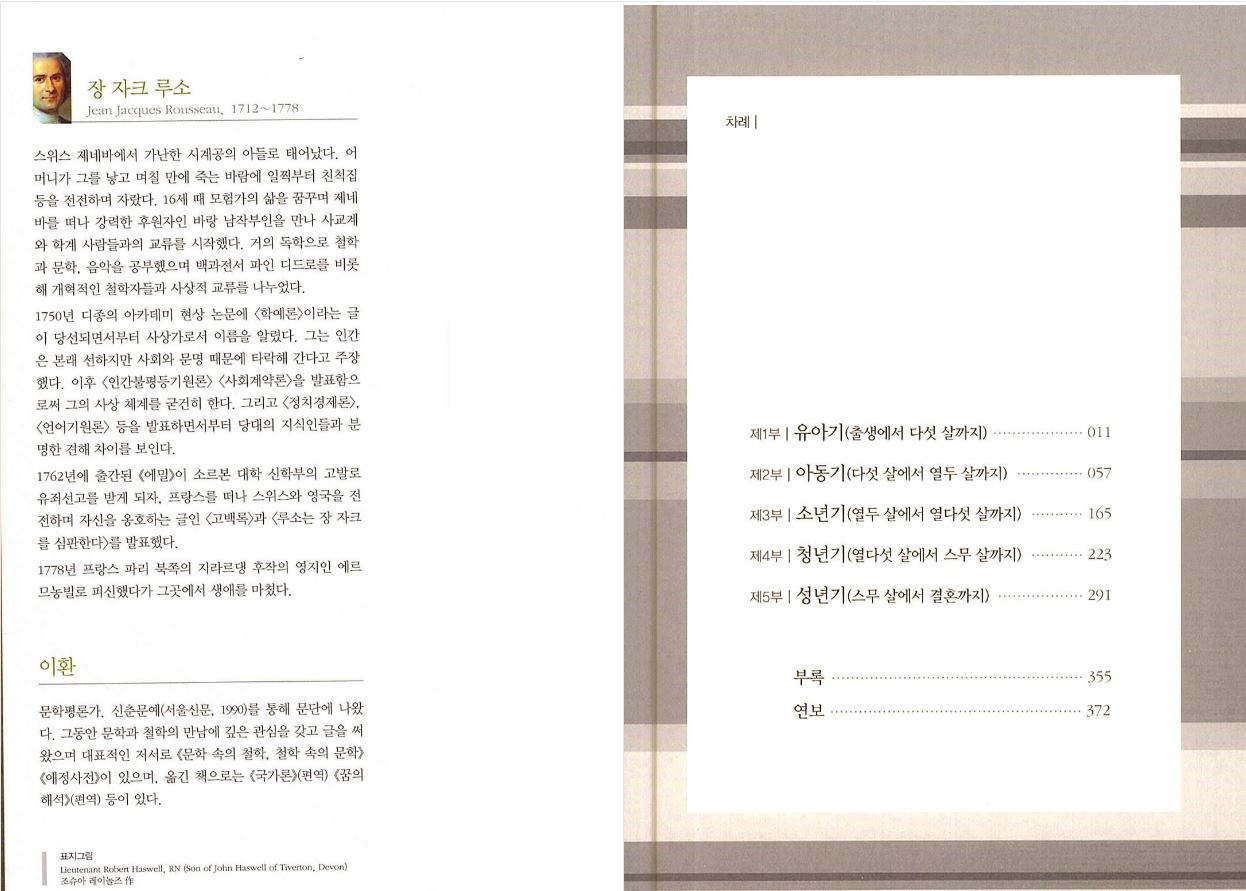 장 자크 루소
Jean Jacques Rousseau, 1712~1778
스위스 제네바에서 가난한 시계공의 아들로 태어났다. 어
머니가 그를 낳고 며칠 만에 죽는 바람에 일찍부터 친척집
등을 전전하며 자랐다. 16세 때 모험가의 삶을 꿈꾸며 제네
바를 떠나 강력한 후원자인 바랑 남작부인을 만나 사교계
와 학계 사람들과의 교류를 시작했다. 거의 독학으로 철학
과 문학, 음악을 공부했으며 백과전서 파인 디드로를 비롯
해 개혁적인 철학자들과 사상적 교류를 나누었다.
1750년 디종의 아카데미 현상 논문에 〈학예론〉이라는 글
이 당선되면서부터 사상가로서 이름을 알렸다. 그는 인간
은 본래 선하지만 사회와 문명 때문에 타락해 간다고 주장
했다. 이후 〈인간불평등기원론〉 〈사회계약론〉을 발표함으
로써 그의 사상 체계를 굳건히 한다. 그리고 〈정치경제론〉,
〈언어기원론〉 등을 발표하면서부터 당대의 지식인들과 분
명한 견해 차이를 보인다.
1762년에 출간된 《에밀》이 소르본 대학 신학부의 고발로
유죄선고를 받게 되자, 프랑스를 떠나 스위스와 영국을 전
전하며 자신을 옹호하는 글인 〈고백록〉과 〈루소는 장 자크
를 심판한다〉를 발표했다.
1778년 프랑스 파리 북쪽의 지라르댕 후작의 영지인 에르
므농빌로 피신했다가 그곳에서 생애를 마쳤다.
이환
문학평론가. 신춘문예(서울신문, 1990)를 통해 문단에 나왔
다. 그동안 문학과 철학의 만남에 깊은 관심을 갖고 글을 써
왔으며 대표적인 저서로 《문학 속의 철학, 철학 속의 문학》
《애정사전》이 있으며, 옮긴 책으로는 《국가론》(편역) 《꿈의
해석》(편역) 등이 있다.
표지그림
Lieutenant Robert Haswell, RN (Son of John Haswell of Tiverton, Devon)
조슈아 레이놀즈 作
차례 |
제1부 | 유아기(출생에서 다섯 살까지) ·················· 011
제2부 | 아동기(다섯 살에서 열두 살까지) ············· 057
제3부 | 소년기(열두 살에서 열다섯 살까지) ·········· 165
제4부 | 청년기(열다섯 살에서 스무 살까지) ·········· 223
제5부 | 성년기(스무 살에서 결혼까지) ················· 291
부록 ·················································· 355
연보 ·················································· 372